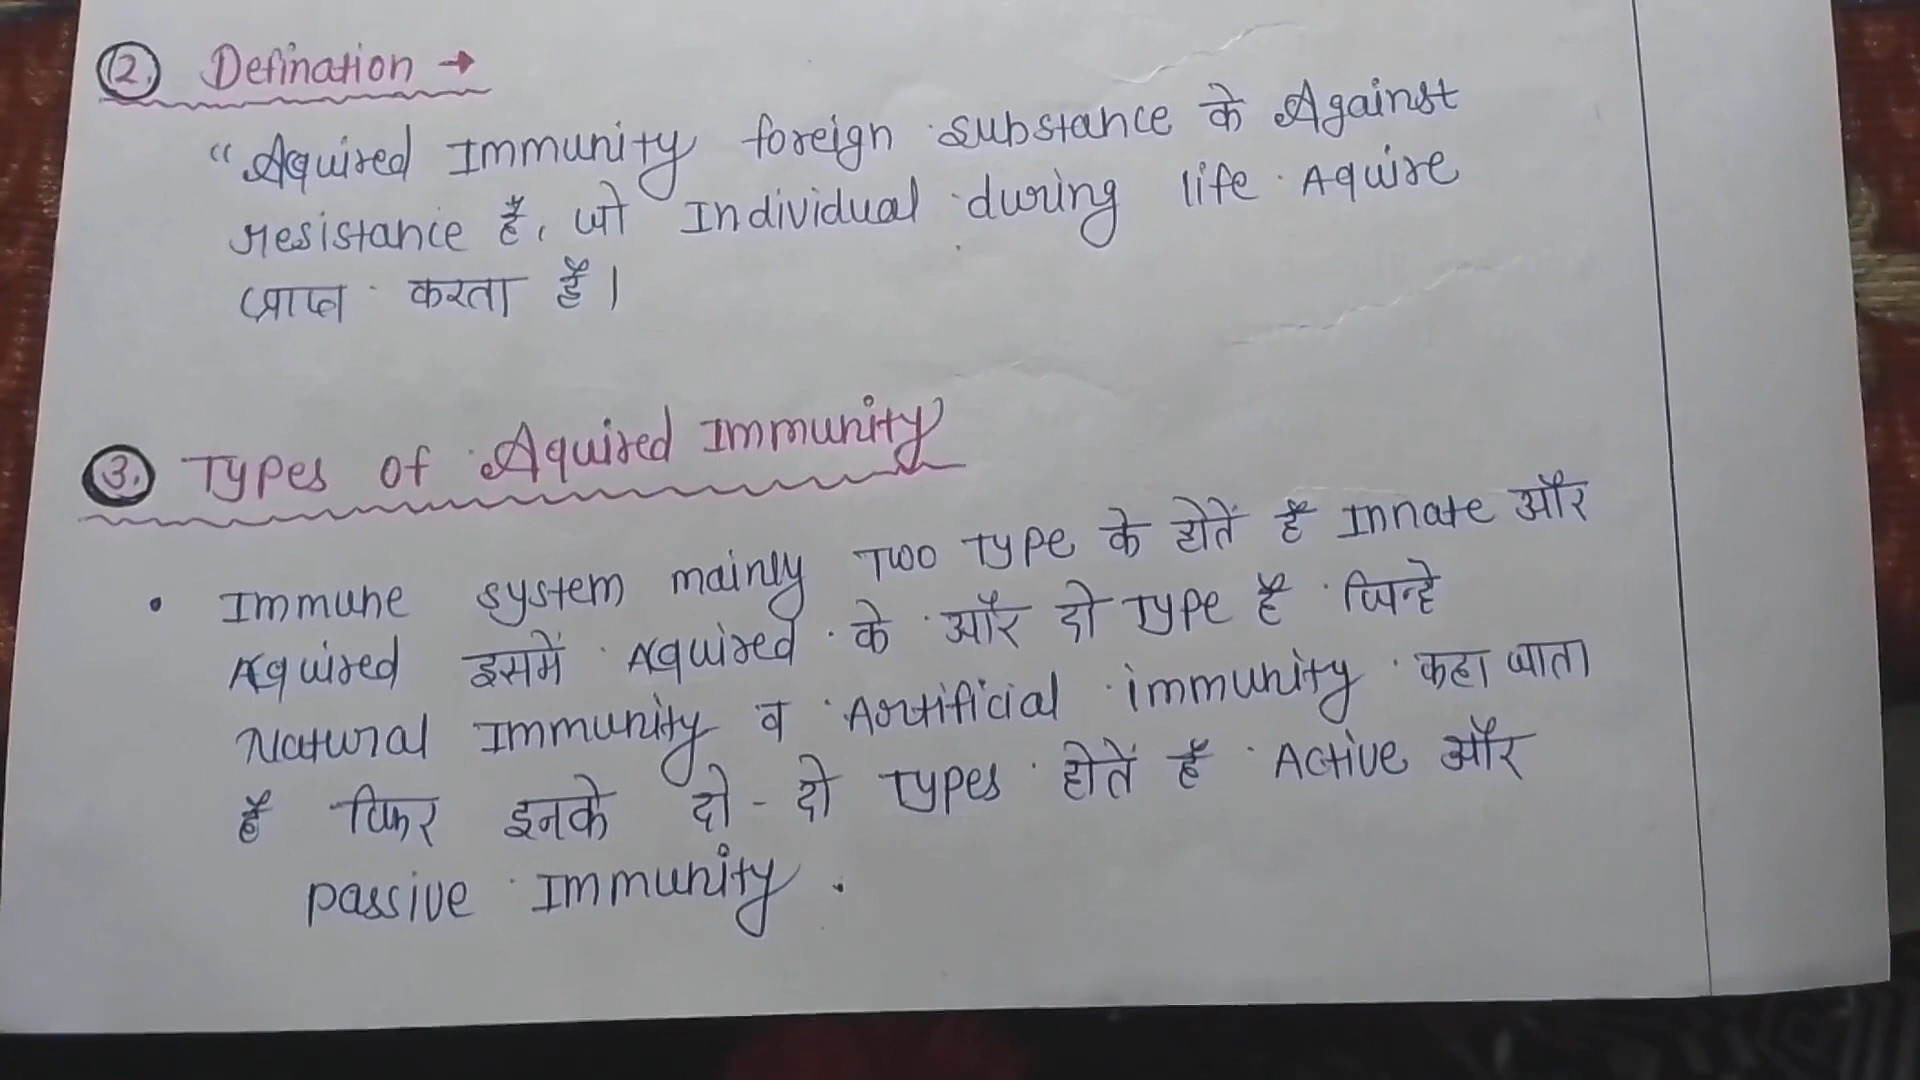 2. Defination →
“Aquired Immunity foreign substance के Against
resistance है, जो Individual during life Aquire
प्राप्त करता है।
3. Types of Aquired Immunity
• Immune system mainly Two Type के होतें है Innate और
Aquired इसमें Aquired के और दो Type है जिन्हे
Natural Immunity व Artificial immunity कहा जाता
है फिर इनके दो - दो Types होतें है Active और
passive Immunity .